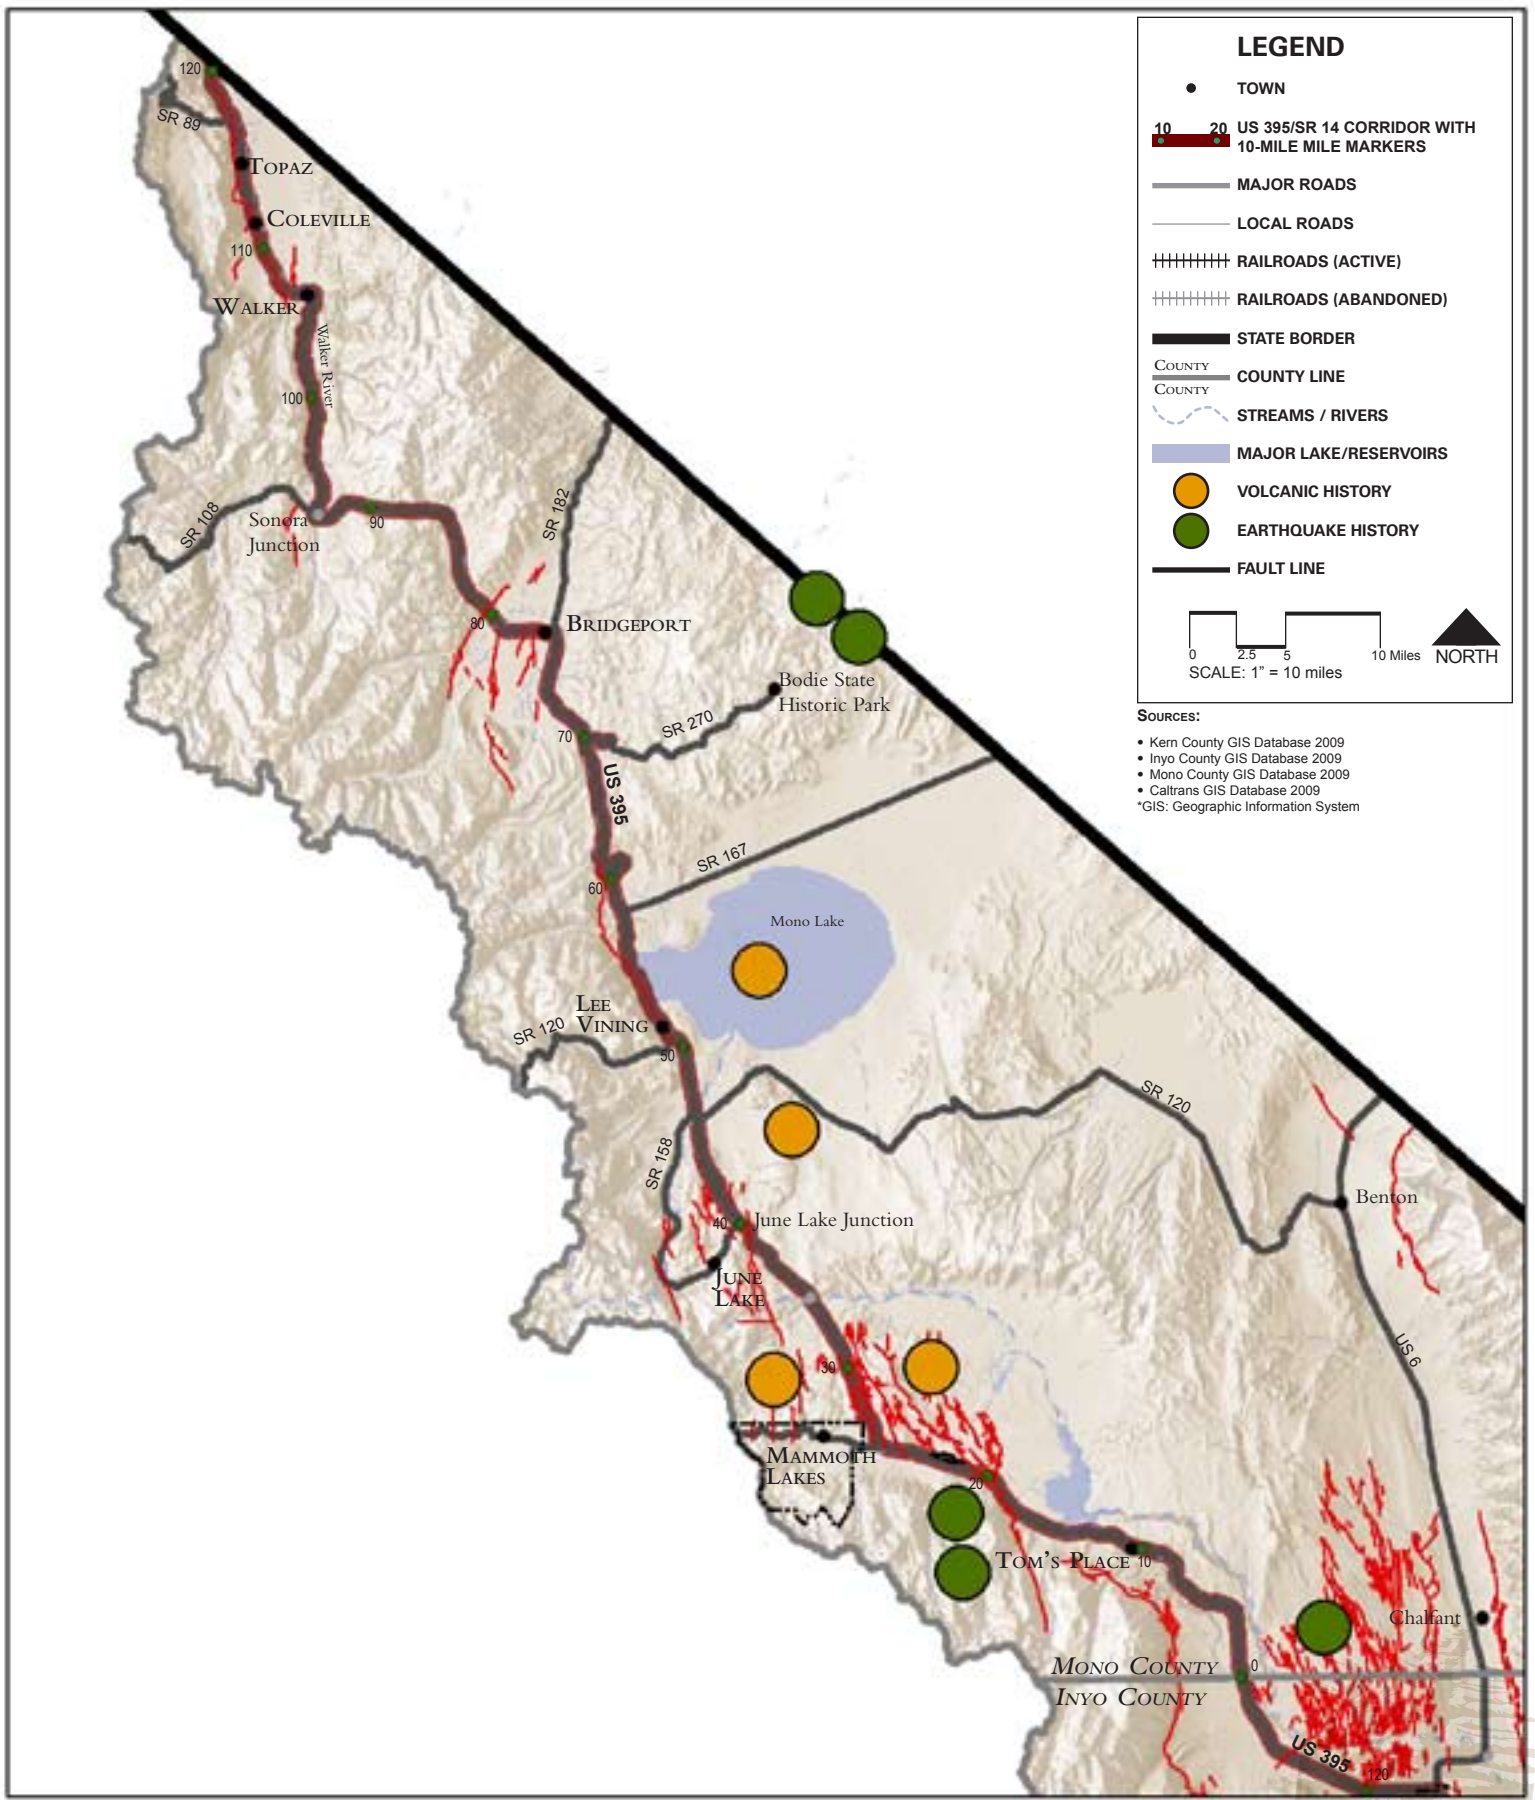 LEGEND
TOWN
10 20 US 395/SR 14 CORRIDOR WITH
10-MILE MILE MARKERS
MAJOR ROADS
LOCAL ROADS
RAILROADS (ACTIVE)
RAILROADS (ABANDONED)
STATE BORDER
COUNTY
COUNTY LINE
COUNTY
STREAMS / RIVERS
MAJOR LAKE/RESERVOIRS
VOLCANIC HISTORY
EARTHQUAKE HISTORY
FAULT LINE
0 2.5 5 10 Miles
NORTH
SCALE: 1" = 10 miles
SOURCES:
• Kern County GIS Database 2009
• Inyo County GIS Database 2009
• Mono County GIS Database 2009
• Caltrans GIS Database 2009
*GIS: Geographic Information System
120
SR 89
TOPAZ
COLEVILLE
110
WALKER
Walker River
100
SR 108
Sonora
Junction
90
SR 182
80
BRIDGEPORT
Bodie State
Historic Park
SR 270
70
US 395
SR 167
60
Mono Lake
LEE
VINING
SR 120
50
SR 120
SR 158
Benton
40
June Lake Junction
JUNE
LAKE
US 6
30
MAMMOTH
LAKES
20
TOM'S PLACE
10
Chalfant
0
MONO COUNTY
INYO COUNTY
US 395
120